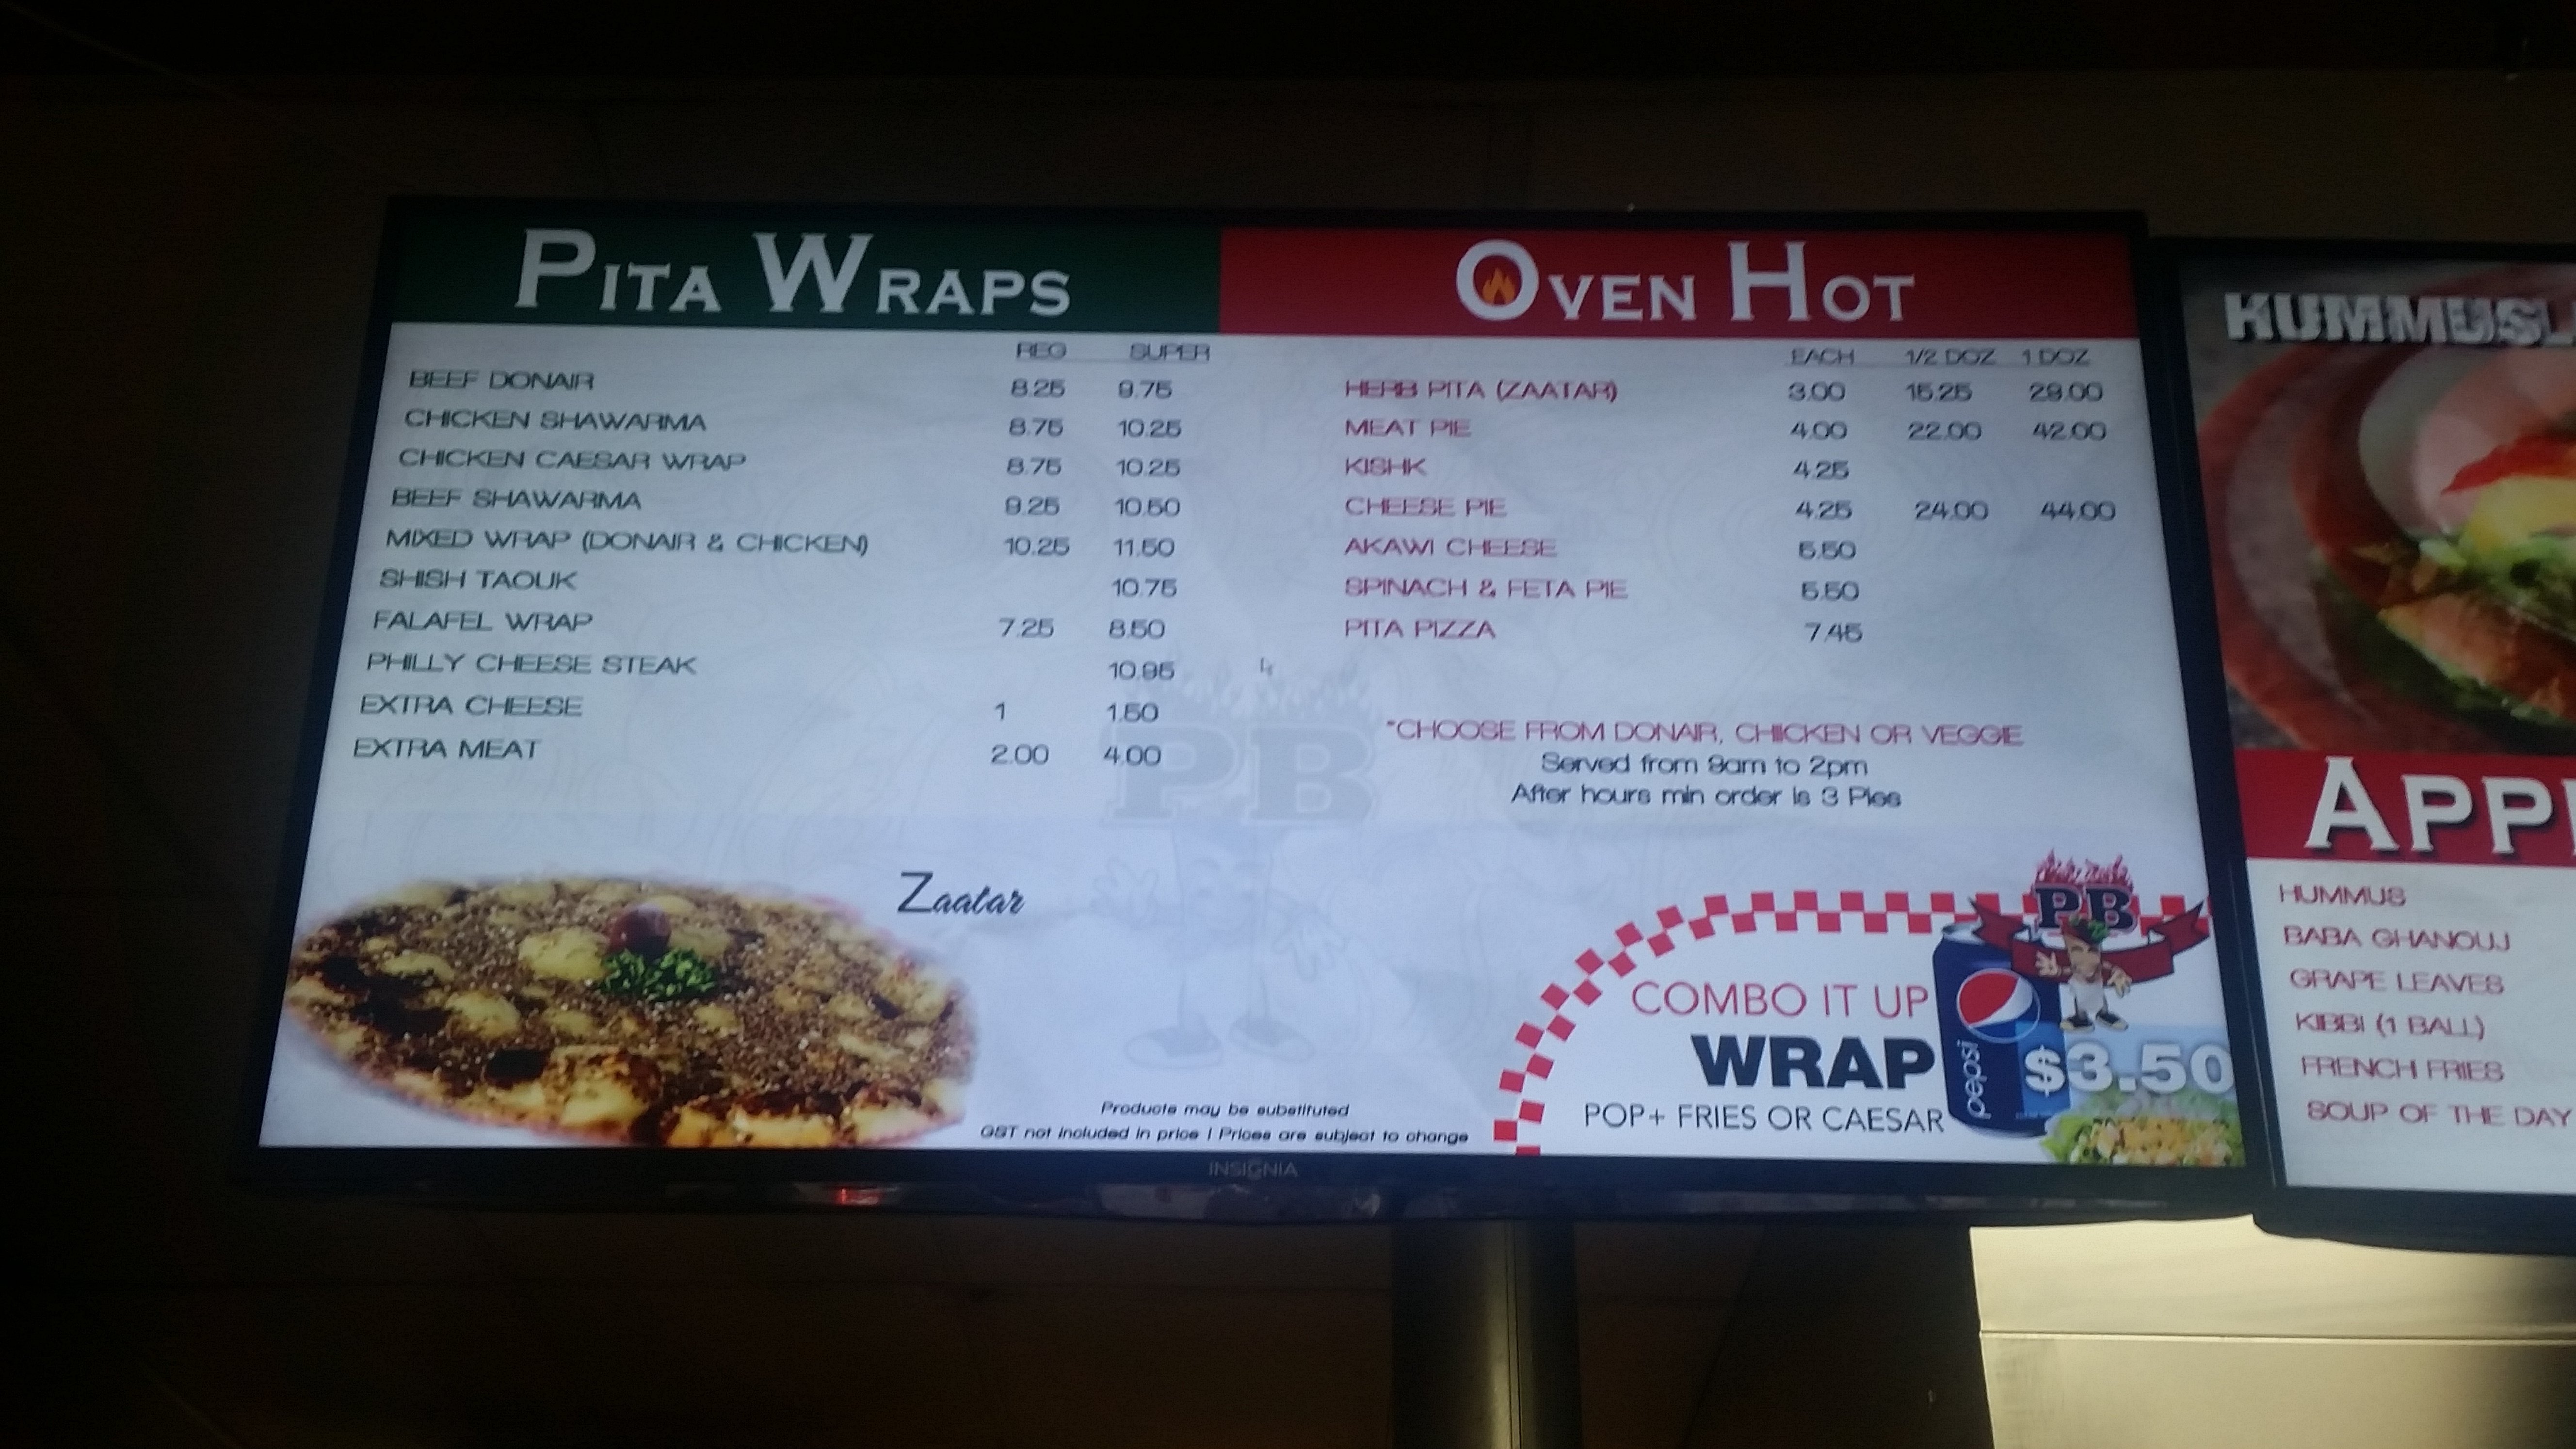 PITA WRAPS
REG SUPER
BEEF DONAIR 8.25 9.75
CHICKEN SHAWARMA 8.75 10.25
CHICKEN CAESAR WRAP 8.75 10.25
BEEF SHAWARMA 9.25 10.50
MIXED WRAP (DONAIR & CHICKEN) 10.25 11.50
SHISH TAOUK 10.75
FALAFEL WRAP 7.25 8.50
PHILLY CHEESE STEAK 10.95
EXTRA CHEESE 1 1.50
EXTRA MEAT 2.00 4.00
Zaatar
OVEN HOT
EACH 1/2 DOZ 1 DOZ
HERB PITA (ZAATAR) 3.00 15.25 29.00
MEAT PIE 4.00 22.00 42.00
KISHK 4.25
CHEESE PIE 4.25 24.00 44.00
AKAWI CHEESE 5.50
SPINACH & FETA PIE 5.50
PITA PIZZA 7.45
*CHOOSE FROM DONAIR, CHICKEN OR VEGGIE
Served from 9am to 2pm
After hours min order is 3 Pies
PB
PB
COMBO IT UP
WRAP
POP+ FRIES OR CAESAR
pepsi
$3.50
Products may be substituted
GST not included in price | Prices are subject to change
INSIGNIA
HUMMUSL
APP
HUMMUS
BABA GHANOUJ
GRAPE LEAVES
KIBBI (1 BALL)
FRENCH FRIES
SOUP OF THE DAY